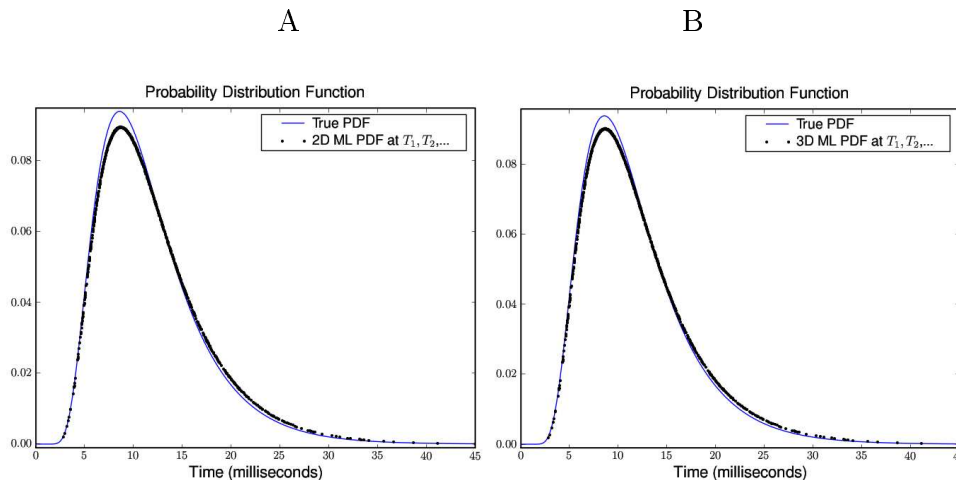 A
B
Probability Distribution Function
True PDF
2D ML PDF at T₁, T₂,...
0.08
0.06
0.04
0.02
0.00
0 5 10 15 20 25 30 35 40 45
Time (milliseconds)
Probability Distribution Function
True PDF
3D ML PDF at T₁, T₂,...
0.08
0.06
0.04
0.02
0.00
0 5 10 15 20 25 30 35 40 45
Time (milliseconds)